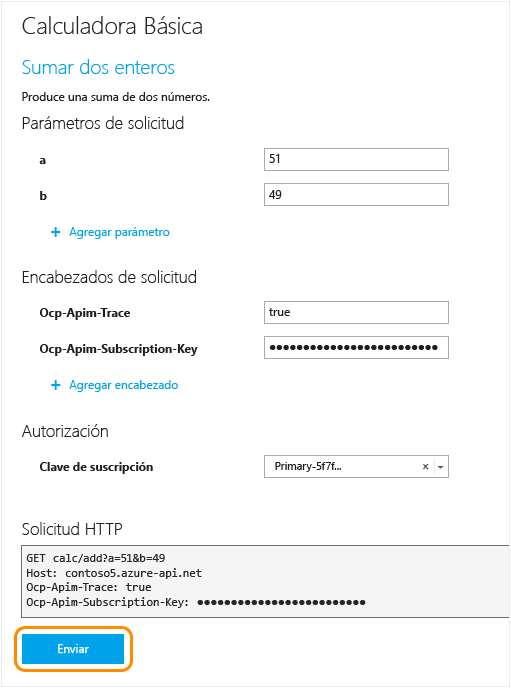 Calculadora Básica
Sumar dos enteros
Produce una suma de dos números.
Parámetros de solicitud
a 51
b 49
+ Agregar parámetro
Encabezados de solicitud
Ocp-Apim-Trace true
Ocp-Apim-Subscription-Key ●●●●●●●●●●●●●●●●●●●●●●●●●
+ Agregar encabezado
Autorización
Clave de suscripción Primary-5f7f... ×
Solicitud HTTP
GET calc/add?a=51&b=49
Host: contoso5.azure-api.net
Ocp-Apim-Trace: true
Ocp-Apim-Subscription-Key: ●●●●●●●●●●●●●●●●●●●●●●●●●
Enviar